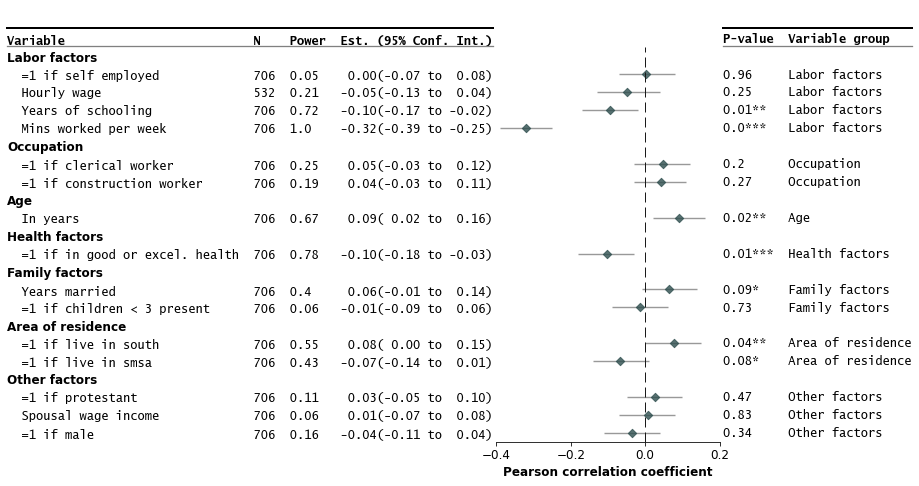 Variable N Power Est. (95% Conf. Int.) P-value Variable group
Labor factors
=1 if self employed 706 0.05 0.00(-0.07 to 0.08) 0.96 Labor factors
Hourly wage 532 0.21 -0.05(-0.13 to 0.04) 0.25 Labor factors
Years of schooling 706 0.72 -0.10(-0.17 to -0.02) 0.01** Labor factors
Mins worked per week 706 1.0 -0.32(-0.39 to -0.25) 0.0*** Labor factors
Occupation
=1 if clerical worker 706 0.25 0.05(-0.03 to 0.12) 0.2 Occupation
=1 if construction worker 706 0.19 0.04(-0.03 to 0.11) 0.27 Occupation
Age
In years 706 0.67 0.09( 0.02 to 0.16) 0.02** Age
Health factors
=1 if in good or excel. health 706 0.78 -0.10(-0.18 to -0.03) 0.01*** Health factors
Family factors
Years married 706 0.4 0.06(-0.01 to 0.14) 0.09* Family factors
=1 if children < 3 present 706 0.06 -0.01(-0.09 to 0.06) 0.73 Family factors
Area of residence
=1 if live in south 706 0.55 0.08( 0.00 to 0.15) 0.04** Area of residence
=1 if live in smsa 706 0.43 -0.07(-0.14 to 0.01) 0.08* Area of residence
Other factors
=1 if protestant 706 0.11 0.03(-0.05 to 0.10) 0.47 Other factors
Spousal wage income 706 0.06 0.01(-0.07 to 0.08) 0.83 Other factors
=1 if male 706 0.16 -0.04(-0.11 to 0.04) 0.34 Other factors
−0.4 −0.2 0.0 0.2
Pearson correlation coefficient